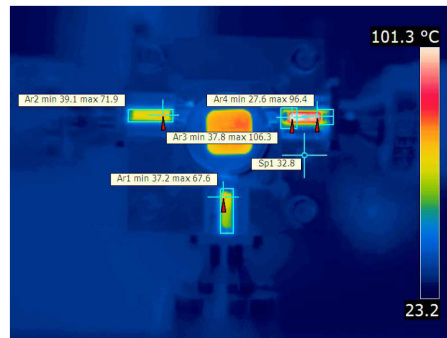 101.3 °C
Ar2 min 39.1 max 71.9
Ar4 min 27.6 max 96.4
Ar3 min 37.8 max 106.3
Sp1 32.8
Ar1 min 37.2 max 67.6
23.2